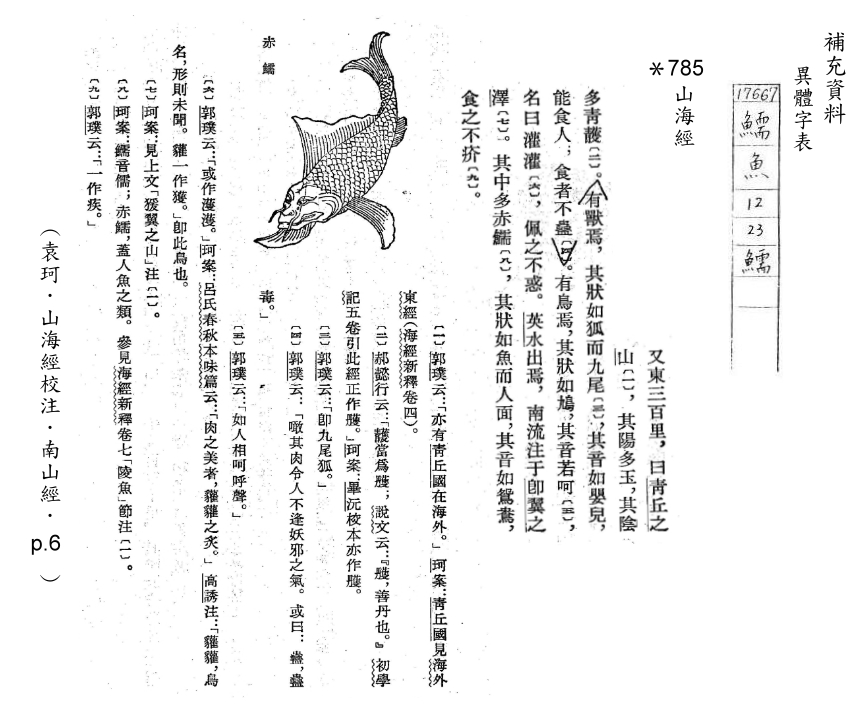 補充資料
異體字表
17667
鱬
魚
12
23
鱬
＊785
山海經
又東三百里，曰青丘之
山〔一〕，其陽多玉，其陰
多青䨼〔二〕。有獸焉，其狀如狐而九尾〔三〕，其音如嬰兒，
能食人；食者不蠱〔四〕。有鳥焉，其狀如鳩，其音若呵〔五〕，
名曰灌灌〔六〕，佩之不惑。英水出焉，南流注于卽翼之
澤〔七〕。其中多赤鱬〔八〕，其狀如魚而人面，其音如鴛鴦，
食之不疥〔九〕。
赤鱬
〔一〕郭璞云：「亦有青丘國在海外。」珂案：青丘國見海外
東經（海經新釋卷四）。
〔二〕郝懿行云：「䨼當爲雘；說文云：『雘，善丹也。』初學
記五卷引此經正作雘。」珂案：畢沅校本亦作雘。
〔三〕郭璞云：「卽九尾狐。」
〔四〕郭璞云：「噉其肉令人不逢妖邪之氣。或曰：蠱，蠱
毒。」
〔五〕郭璞云：「如人相呵呼聲。」
〔六〕郭璞云：「或作濩濩。」珂案：呂氏春秋本味篇云：「肉之美者，獾獾之炙。」高誘注：「獾獾，鳥
名，形則未聞。獾一作獲。」卽此鳥也。
〔七〕珂案：見上文「猨翼之山」注〔一〕。
〔八〕珂案：鱬音儒；赤鱬，蓋人魚之類。參見海經新釋卷七「陵魚」節注〔一〕。
〔九〕郭璞云：「一作疾。」
（袁珂．山海經校注．南山經．p.6）